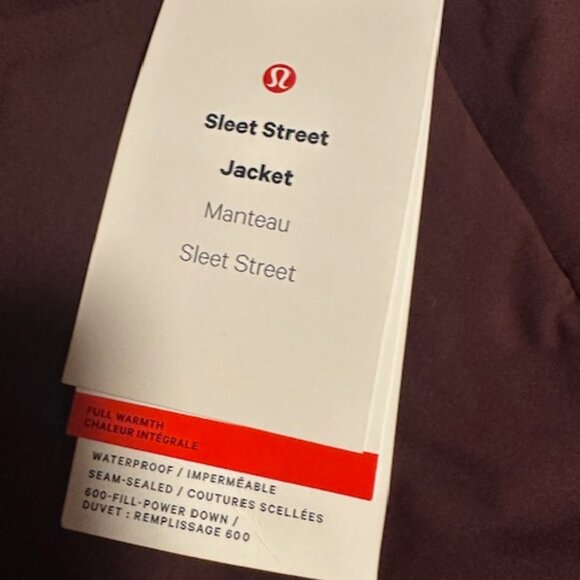 Sleet Street
Jacket
Manteau
Sleet Street
FULL WARMTH
CHALEUR INTÉGRALE
WATERPROOF / IMPERMÉABLE
SEAM-SEALED / COUTURES SCELLÉES
600-FILL-POWER DOWN /
DUVET : REMPLISSAGE 600